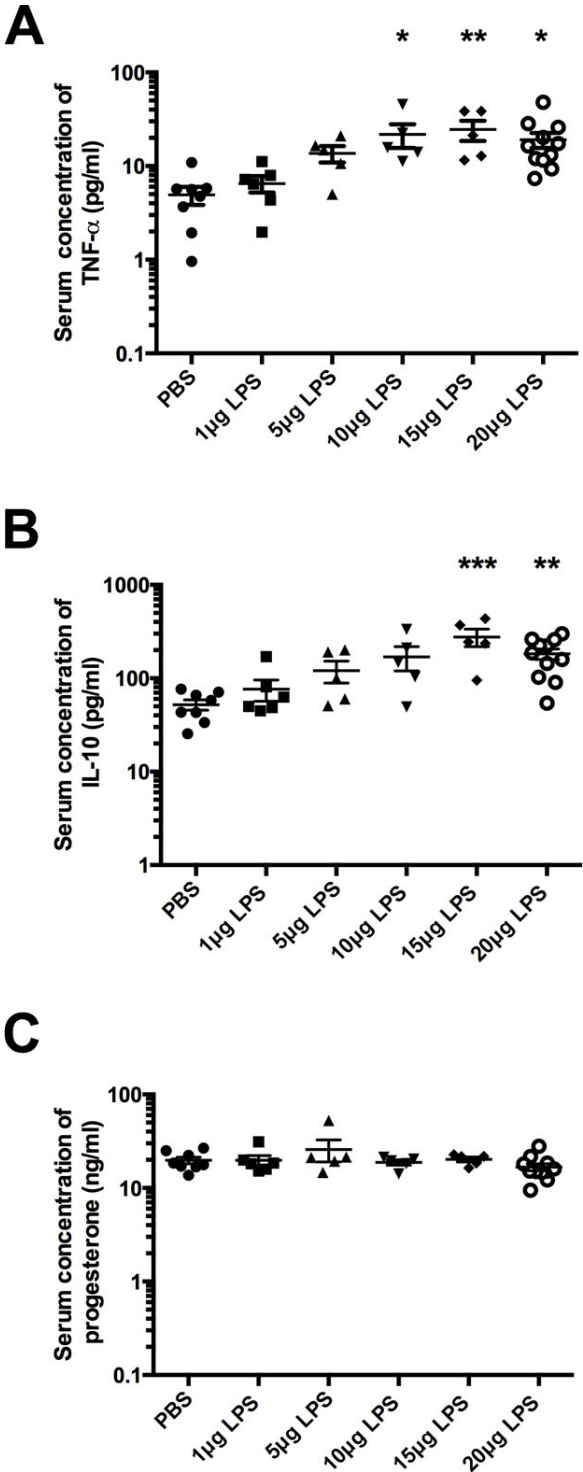 A
* ** *
Serum concentration of
TNF-α (pg/ml)
100
10
1
0.1
PBS
1µg LPS
5µg LPS
10µg LPS
15µg LPS
20µg LPS
B
*** **
Serum concentration of
IL-10 (pg/ml)
1000
100
10
1
PBS
1µg LPS
5µg LPS
10µg LPS
15µg LPS
20µg LPS
C
Serum concentration of
progesterone (ng/ml)
100
10
1
0.1
PBS
1µg LPS
5µg LPS
10µg LPS
15µg LPS
20µg LPS